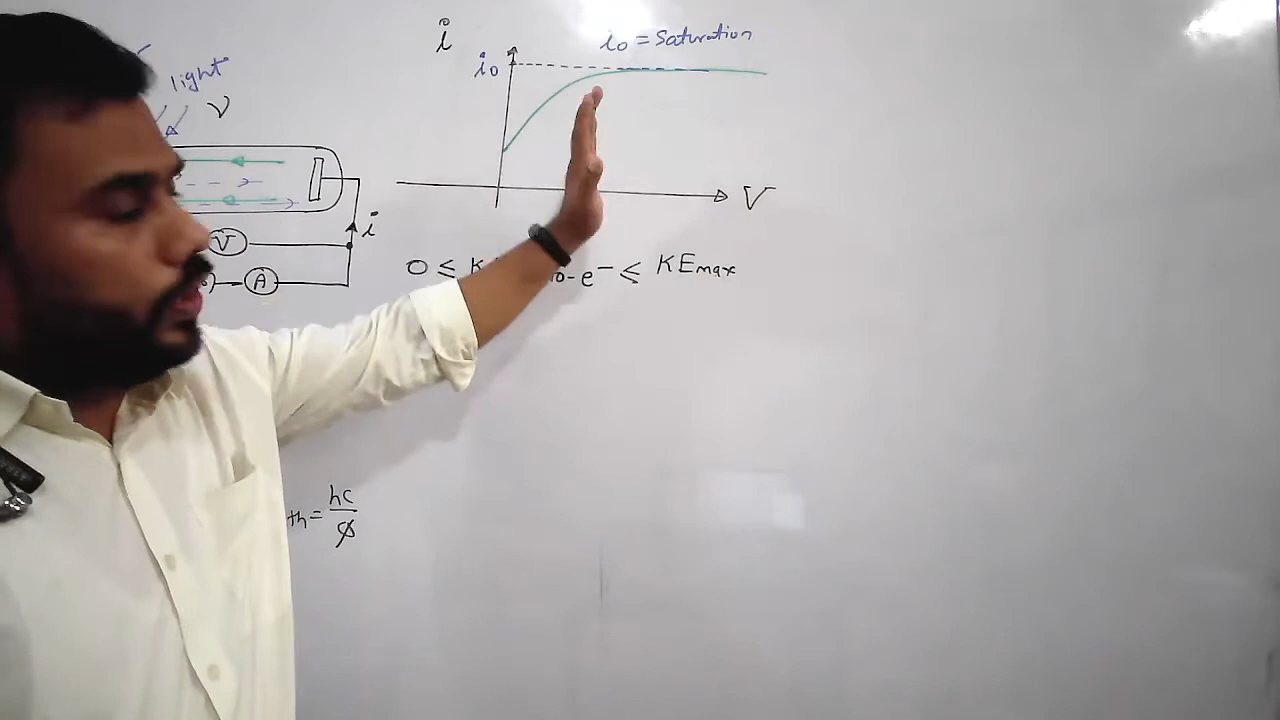 i
i₀ = Saturation
i₀
light
ν
V
i
V
A
0 ≤ K e⁻ ≤ KEmax
th = hc/φ